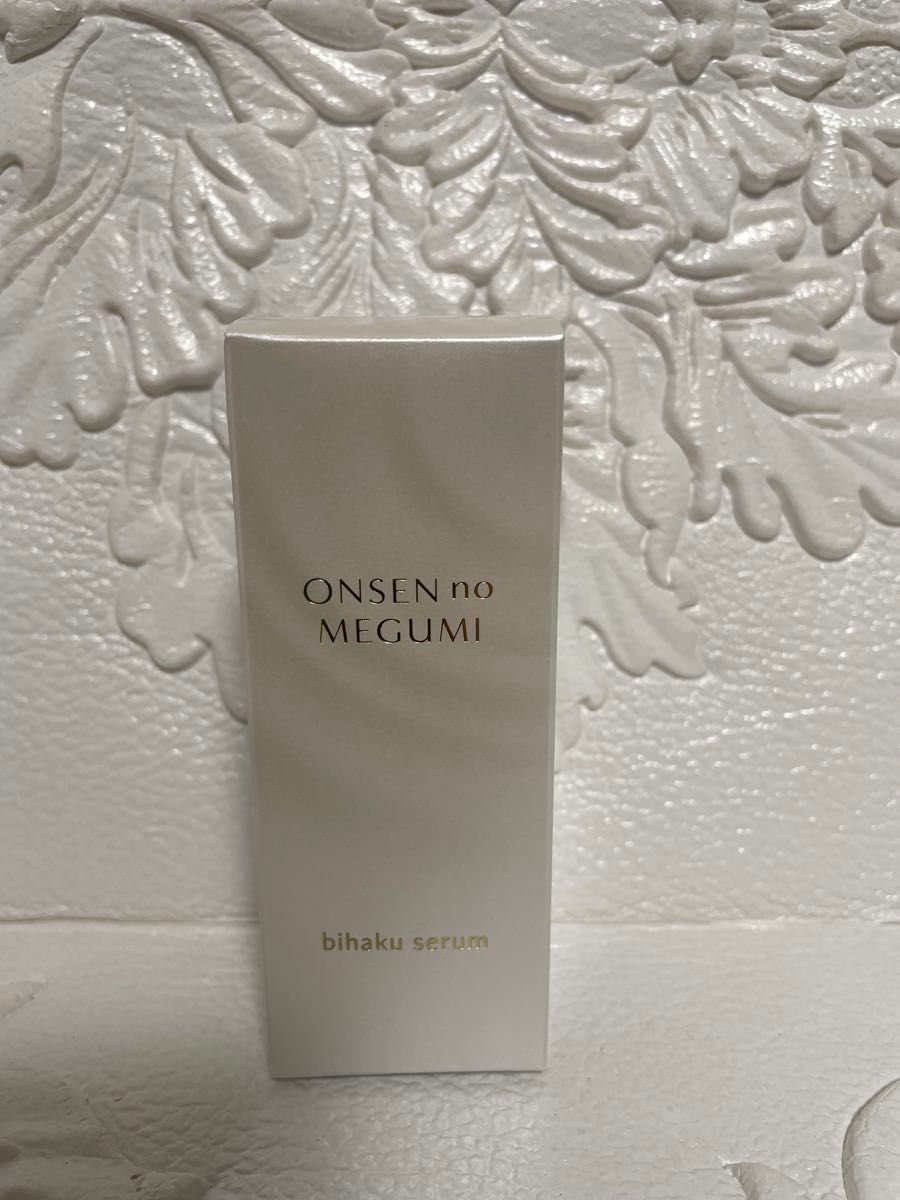 ONSEN no
MEGUMI
bihaku serum